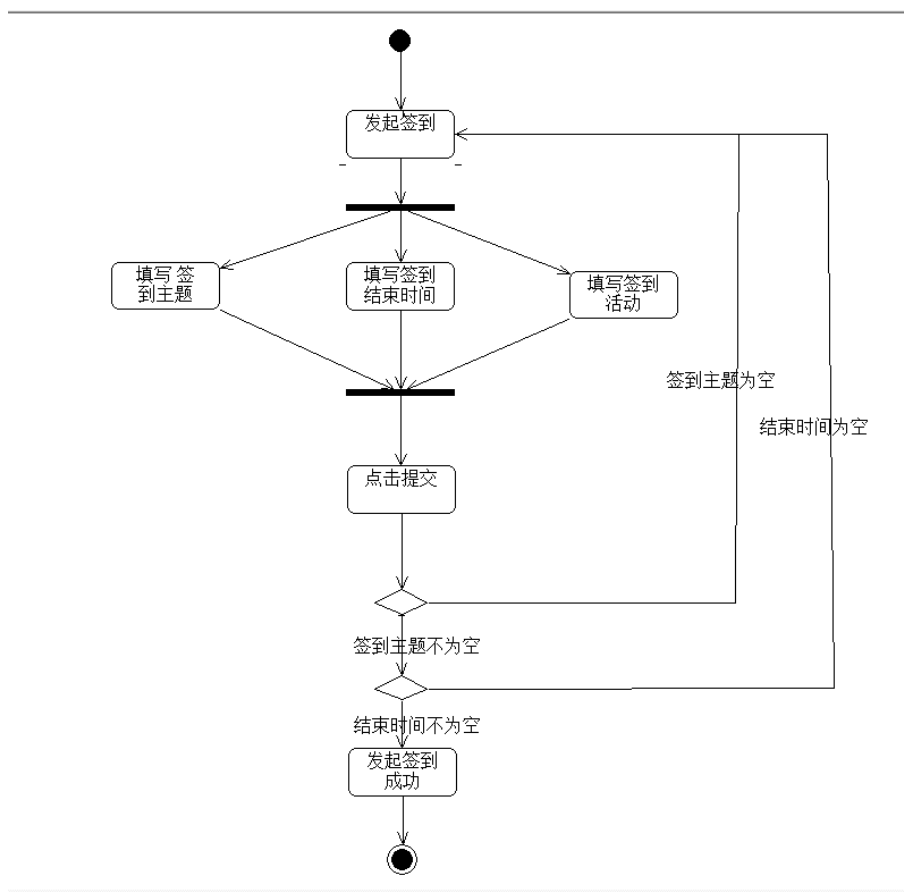 发起签到
填写 签
到主题
填写签到
结束时间
填写签到
活动
签到主题为空
结束时间为空
点击提交
签到主题不为空
结束时间不为空
发起签到
成功